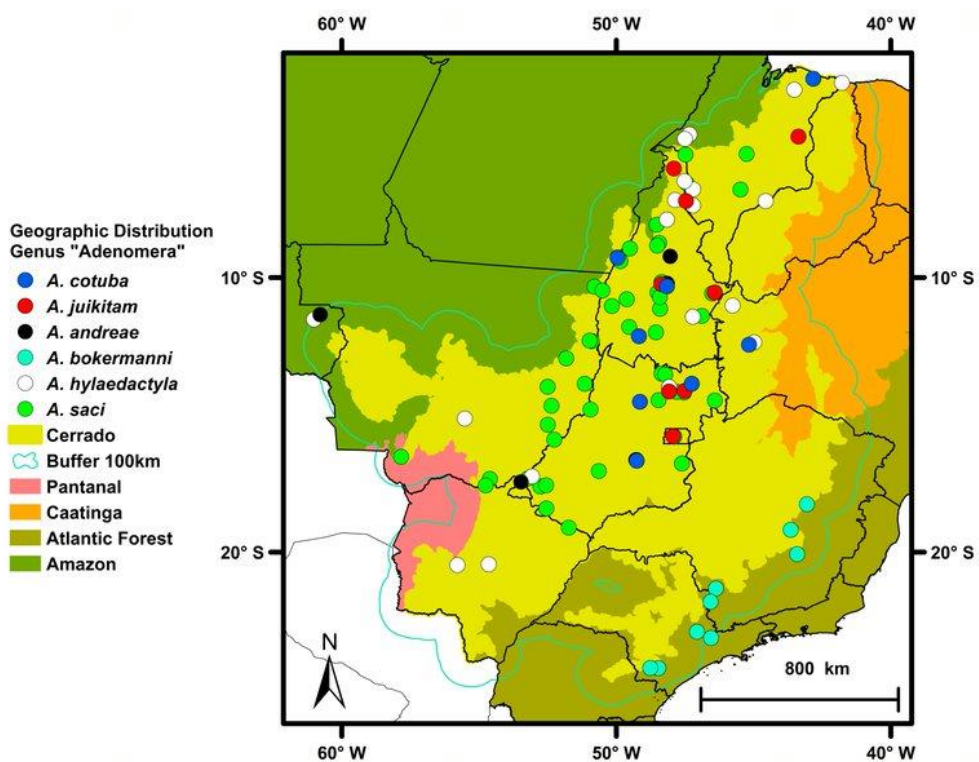 60° W 50° W 40° W
Geographic Distribution
Genus "Adenomera"
A. cotuba
A. juikitam
A. andreae
A. bokermanni
A. hylaedactyla
A. saci
Cerrado
Buffer 100km
Pantanal
Caatinga
Atlantic Forest
Amazon
10° S 10° S
20° S 20° S
N
800 km
60° W 50° W 40° W